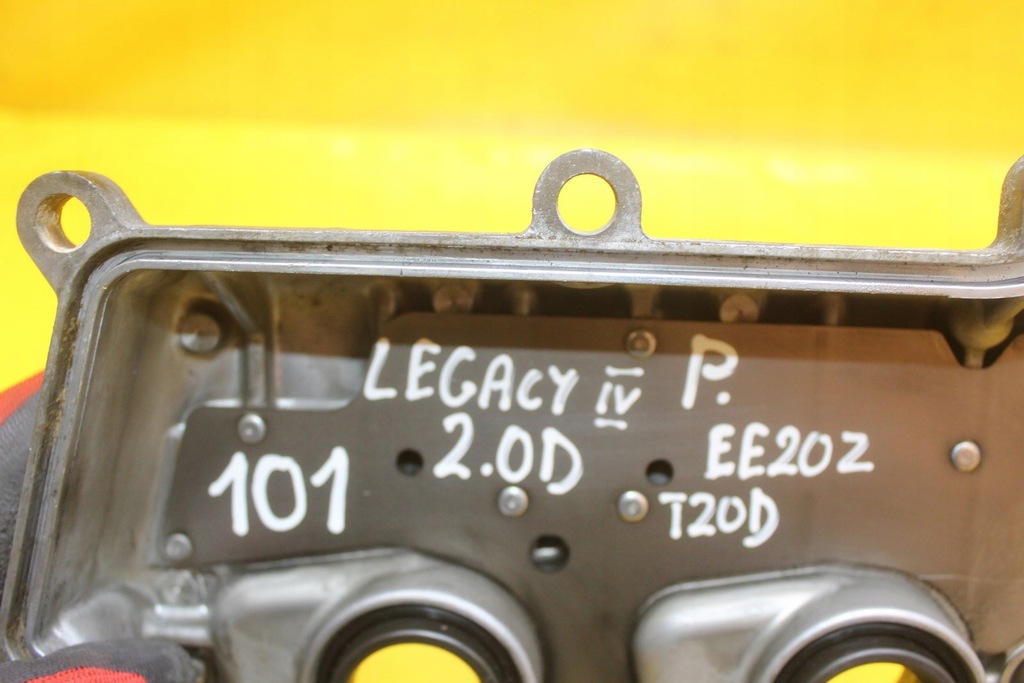 LEGACY IV P.
2.0D EE20Z
101 T20D